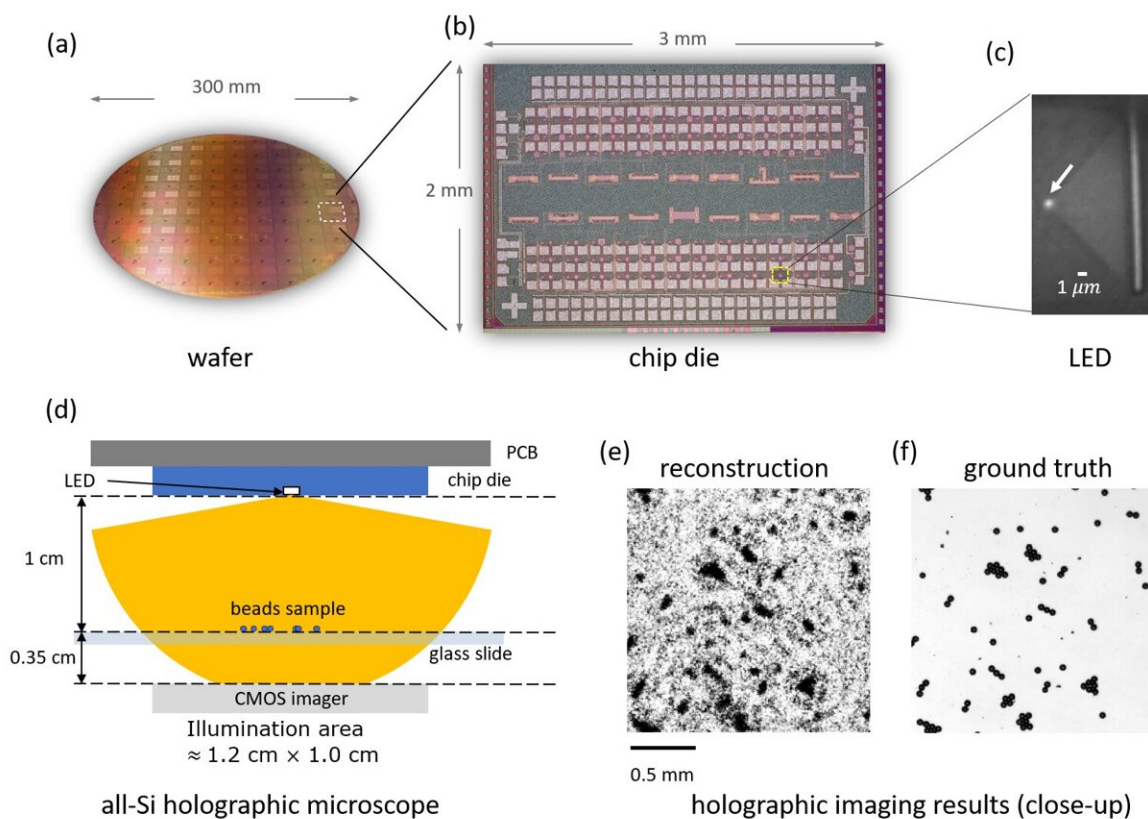 (a)
300 mm
wafer
(b)
3 mm
2 mm
chip die
(c)
1 μm
LED
(d)
PCB
LED
chip die
1 cm
beads sample
0.35 cm
glass slide
CMOS imager
Illumination area
≈ 1.2 cm × 1.0 cm
all-Si holographic microscope
(e)
reconstruction
(f)
ground truth
0.5 mm
holographic imaging results (close-up)